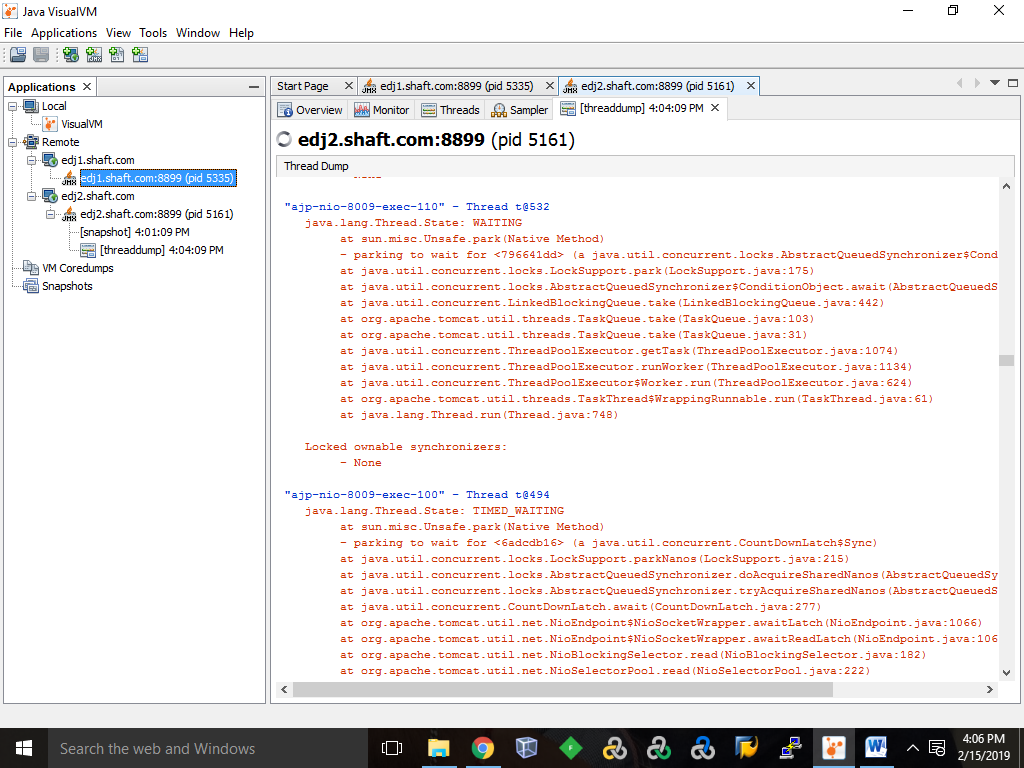 Java VisualVM
File Applications View Tools Window Help
Applications
Local
VisualVM
Remote
edj1.shaft.com
edj1.shaft.com:8899 (pid 5335)
edj2.shaft.com
edj2.shaft.com:8899 (pid 5161)
[snapshot] 4:01:09 PM
[threaddump] 4:04:09 PM
VM Coredumps
Snapshots
Start Page edj1.shaft.com:8899 (pid 5335) edj2.shaft.com:8899 (pid 5161)
Overview Monitor Threads Sampler [threaddump] 4:04:09 PM
edj2.shaft.com:8899 (pid 5161)
Thread Dump
"ajp-nio-8009-exec-110" - Thread t@532
java.lang.Thread.State: WAITING
at sun.misc.Unsafe.park(Native Method)
- parking to wait for <796641dd> (a java.util.concurrent.locks.AbstractQueuedSynchronizer$Cond
at java.util.concurrent.locks.LockSupport.park(LockSupport.java:175)
at java.util.concurrent.locks.AbstractQueuedSynchronizer$ConditionObject.await(AbstractQueuedS
at java.util.concurrent.LinkedBlockingQueue.take(LinkedBlockingQueue.java:442)
at org.apache.tomcat.util.threads.TaskQueue.take(TaskQueue.java:103)
at org.apache.tomcat.util.threads.TaskQueue.take(TaskQueue.java:31)
at java.util.concurrent.ThreadPoolExecutor.getTask(ThreadPoolExecutor.java:1074)
at java.util.concurrent.ThreadPoolExecutor.runWorker(ThreadPoolExecutor.java:1134)
at java.util.concurrent.ThreadPoolExecutor$Worker.run(ThreadPoolExecutor.java:624)
at org.apache.tomcat.util.threads.TaskThread$WrappingRunnable.run(TaskThread.java:61)
at java.lang.Thread.run(Thread.java:748)
Locked ownable synchronizers:
- None
"ajp-nio-8009-exec-100" - Thread t@494
java.lang.Thread.State: TIMED_WAITING
at sun.misc.Unsafe.park(Native Method)
- parking to wait for <6adcdb16> (a java.util.concurrent.CountDownLatch$Sync)
at java.util.concurrent.locks.LockSupport.parkNanos(LockSupport.java:215)
at java.util.concurrent.locks.AbstractQueuedSynchronizer.doAcquireSharedNanos(AbstractQueuedSy
at java.util.concurrent.locks.AbstractQueuedSynchronizer.tryAcquireSharedNanos(AbstractQueuedS
at java.util.concurrent.CountDownLatch.await(CountDownLatch.java:277)
at org.apache.tomcat.util.net.NioEndpoint$NioSocketWrapper.awaitLatch(NioEndpoint.java:1066)
at org.apache.tomcat.util.net.NioEndpoint$NioSocketWrapper.awaitReadLatch(NioEndpoint.java:106
at org.apache.tomcat.util.net.NioBlockingSelector.read(NioBlockingSelector.java:182)
at org.apache.tomcat.util.net.NioSelectorPool.read(NioSelectorPool.java:222)
Search the web and Windows
4:06 PM
2/15/2019